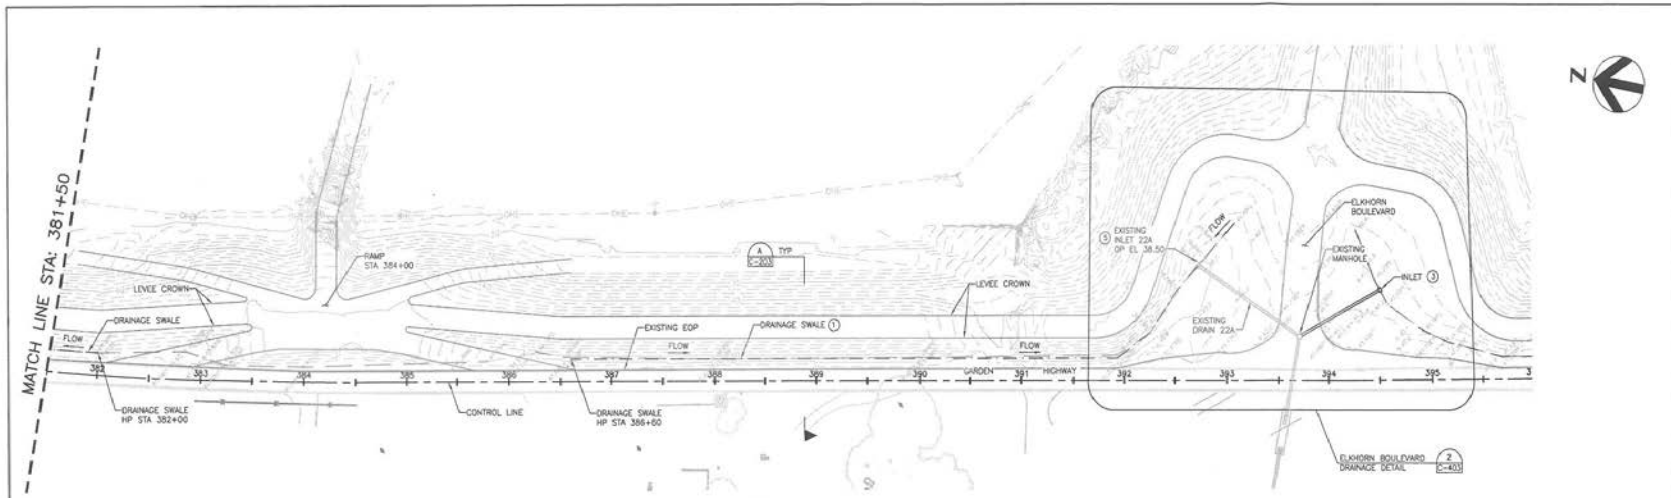 MATCH LINE STA: 381+50
N
RAMP
STA 384+00
LEVEE CROWN
DRAINAGE SWALE
FLOW
A TYP
C-203
LEVEE CROWN
EXISTING EOP
DRAINAGE SWALE 1
FLOW
FLOW
FLOW
5 EXISTING
INLET 22A
OP EL 38.50
ELKHORN
BOULEVARD
EXISTING
MANHOLE
INLET 3
EXISTING
DRAIN 22A
GARDEN HIGHWAY
382 383 384 385 386 387 388 389 390 391 392 393 394 395 3
DRAINAGE SWALE
HP STA 382+00
CONTROL LINE
DRAINAGE SWALE
HP STA 386+60
ELKHORN BOULEVARD
DRAINAGE DETAIL
2
C-403